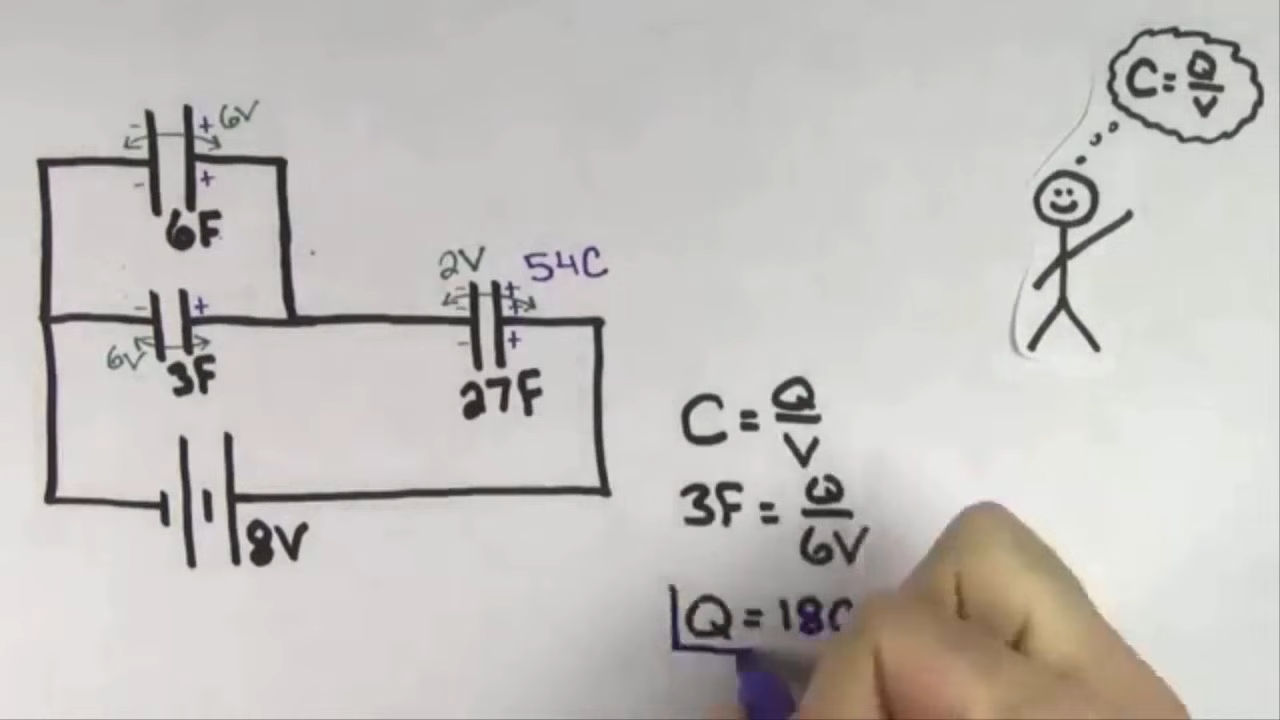 C=Q/V
- + 6V
- +
6F
2V 54C
- +
- +
- +
- +
6V
3F
27F
8V
C = Q/V
3F = Q/6V
Q = 18C